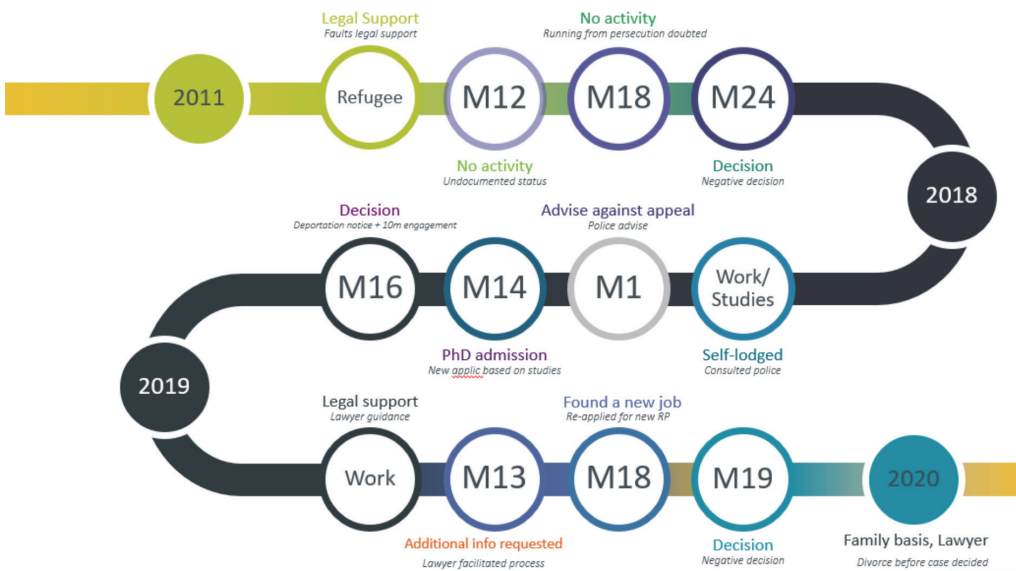 Legal Support
Faults legal support
No activity
Running from persecution doubted
2011
Refugee
M12
M18
M24
No activity
Undocumented status
Decision
Negative decision
2018
Decision
Deportation notice + 10m engagement
Advise against appeal
Police advise
M16
M14
M1
Work/
Studies
PhD admission
New applic based on studies
Self-lodged
Consulted police
2019
Legal support
Lawyer guidance
Found a new job
Re-applied for new RP
Work
M13
M18
M19
2020
Additional info requested
Lawyer facilitated process
Decision
Negative decision
Family basis, Lawyer
Divorce before case decided